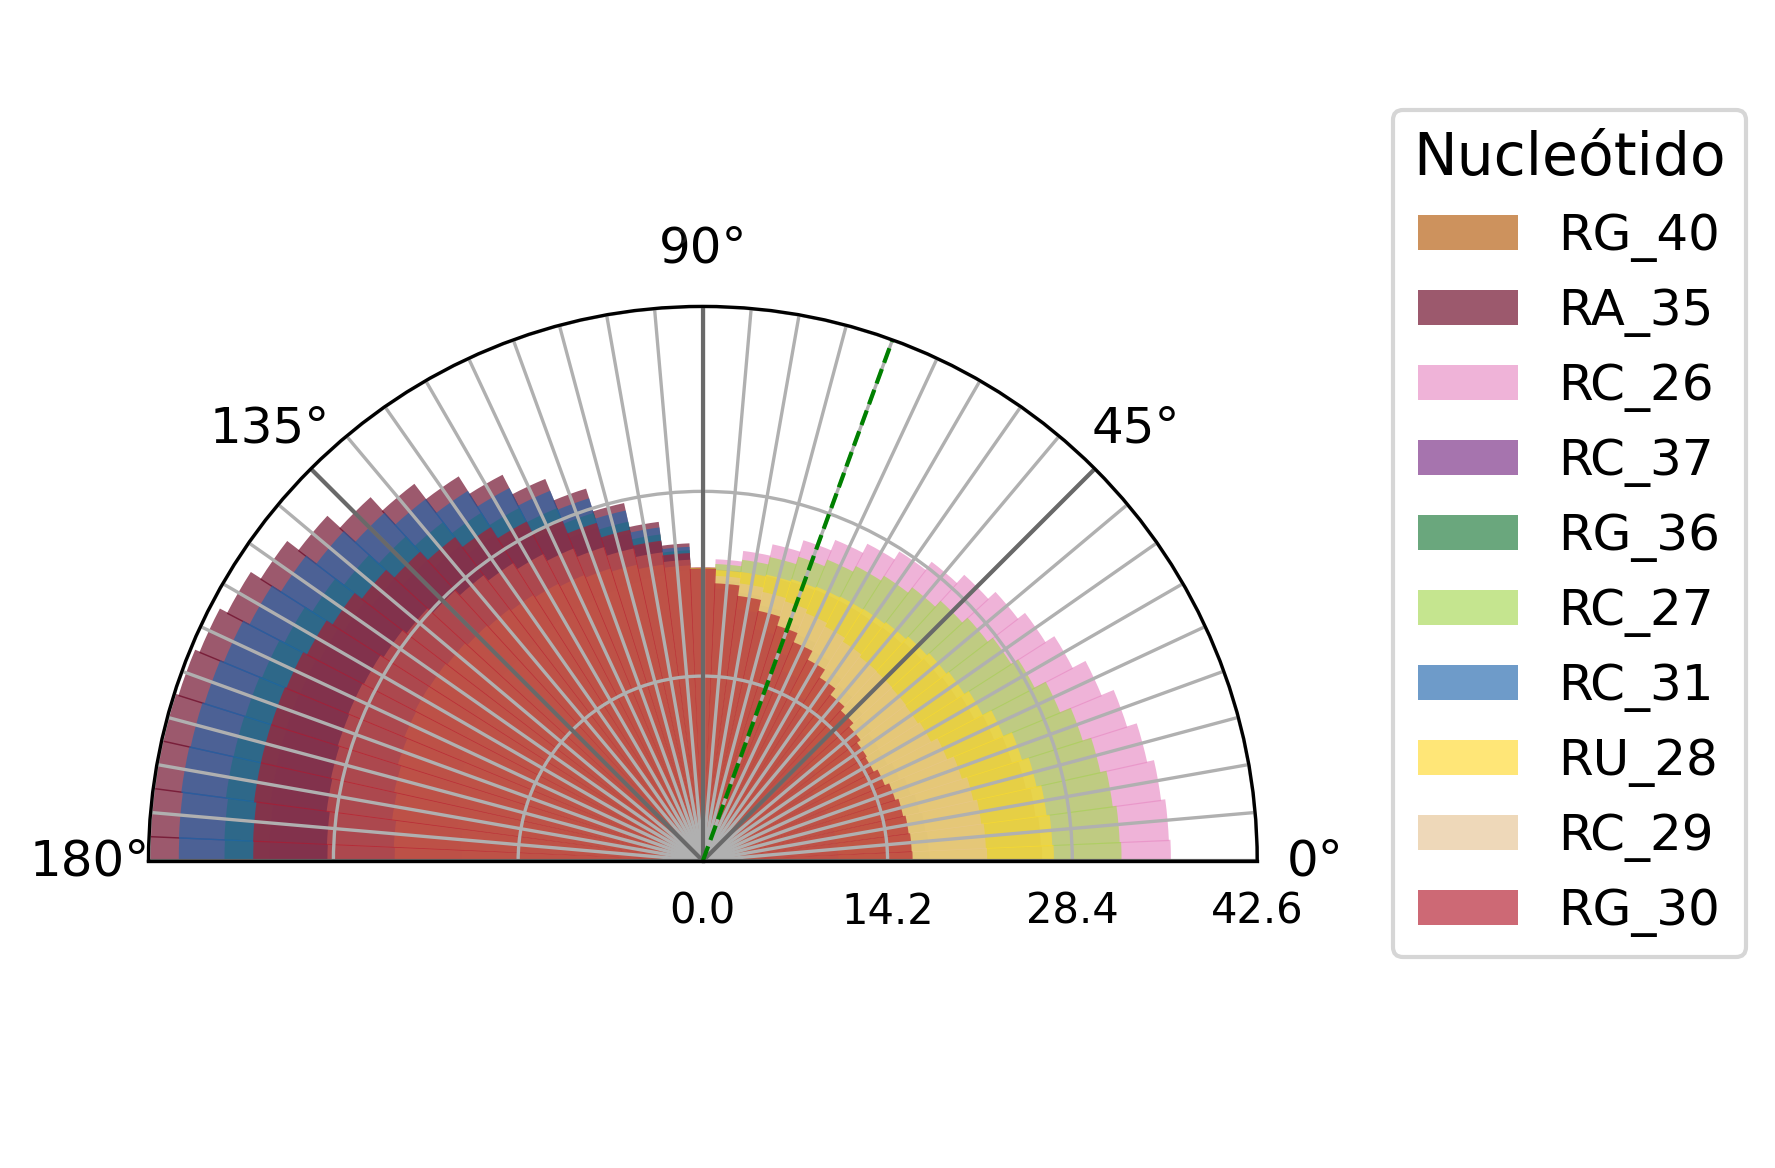 Nucleótido
RG_40
RA_35
RC_26
RC_37
RG_36
RC_27
RC_31
RU_28
RC_29
RG_30
90°
135°
45°
180°
0°
0.0
14.2
28.4
42.6